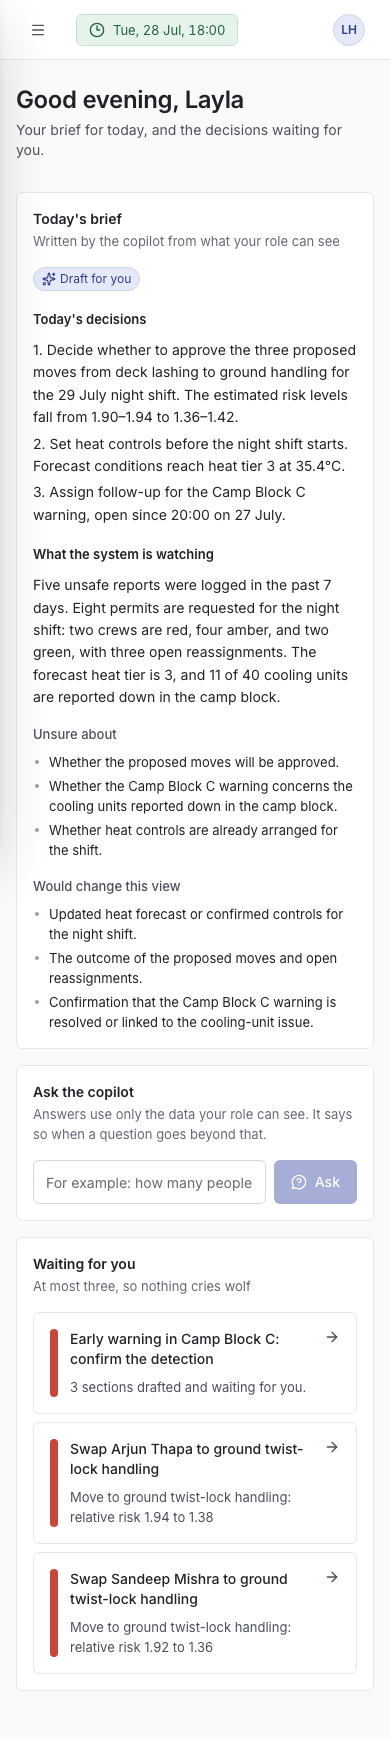 Tue, 28 Jul, 18:00
LH
Good evening, Layla
Your brief for today, and the decisions waiting for
you.
Today's brief
Written by the copilot from what your role can see
Draft for you
Today's decisions
1. Decide whether to approve the three proposed
moves from deck lashing to ground handling for
the 29 July night shift. The estimated risk levels
fall from 1.90–1.94 to 1.36–1.42.
2. Set heat controls before the night shift starts.
Forecast conditions reach heat tier 3 at 35.4°C.
3. Assign follow-up for the Camp Block C
warning, open since 20:00 on 27 July.
What the system is watching
Five unsafe reports were logged in the past 7
days. Eight permits are requested for the night
shift: two crews are red, four amber, and two
green, with three open reassignments. The
forecast heat tier is 3, and 11 of 40 cooling units
are reported down in the camp block.
Unsure about
• Whether the proposed moves will be approved.
• Whether the Camp Block C warning concerns the
cooling units reported down in the camp block.
• Whether heat controls are already arranged for
the shift.
Would change this view
• Updated heat forecast or confirmed controls for
the night shift.
• The outcome of the proposed moves and open
reassignments.
• Confirmation that the Camp Block C warning is
resolved or linked to the cooling-unit issue.
Ask the copilot
Answers use only the data your role can see. It says
so when a question goes beyond that.
For example: how many people
Ask
Waiting for you
At most three, so nothing cries wolf
Early warning in Camp Block C:
confirm the detection
3 sections drafted and waiting for you.
Swap Arjun Thapa to ground twist-
lock handling
Move to ground twist-lock handling:
relative risk 1.94 to 1.38
Swap Sandeep Mishra to ground
twist-lock handling
Move to ground twist-lock handling:
relative risk 1.92 to 1.36